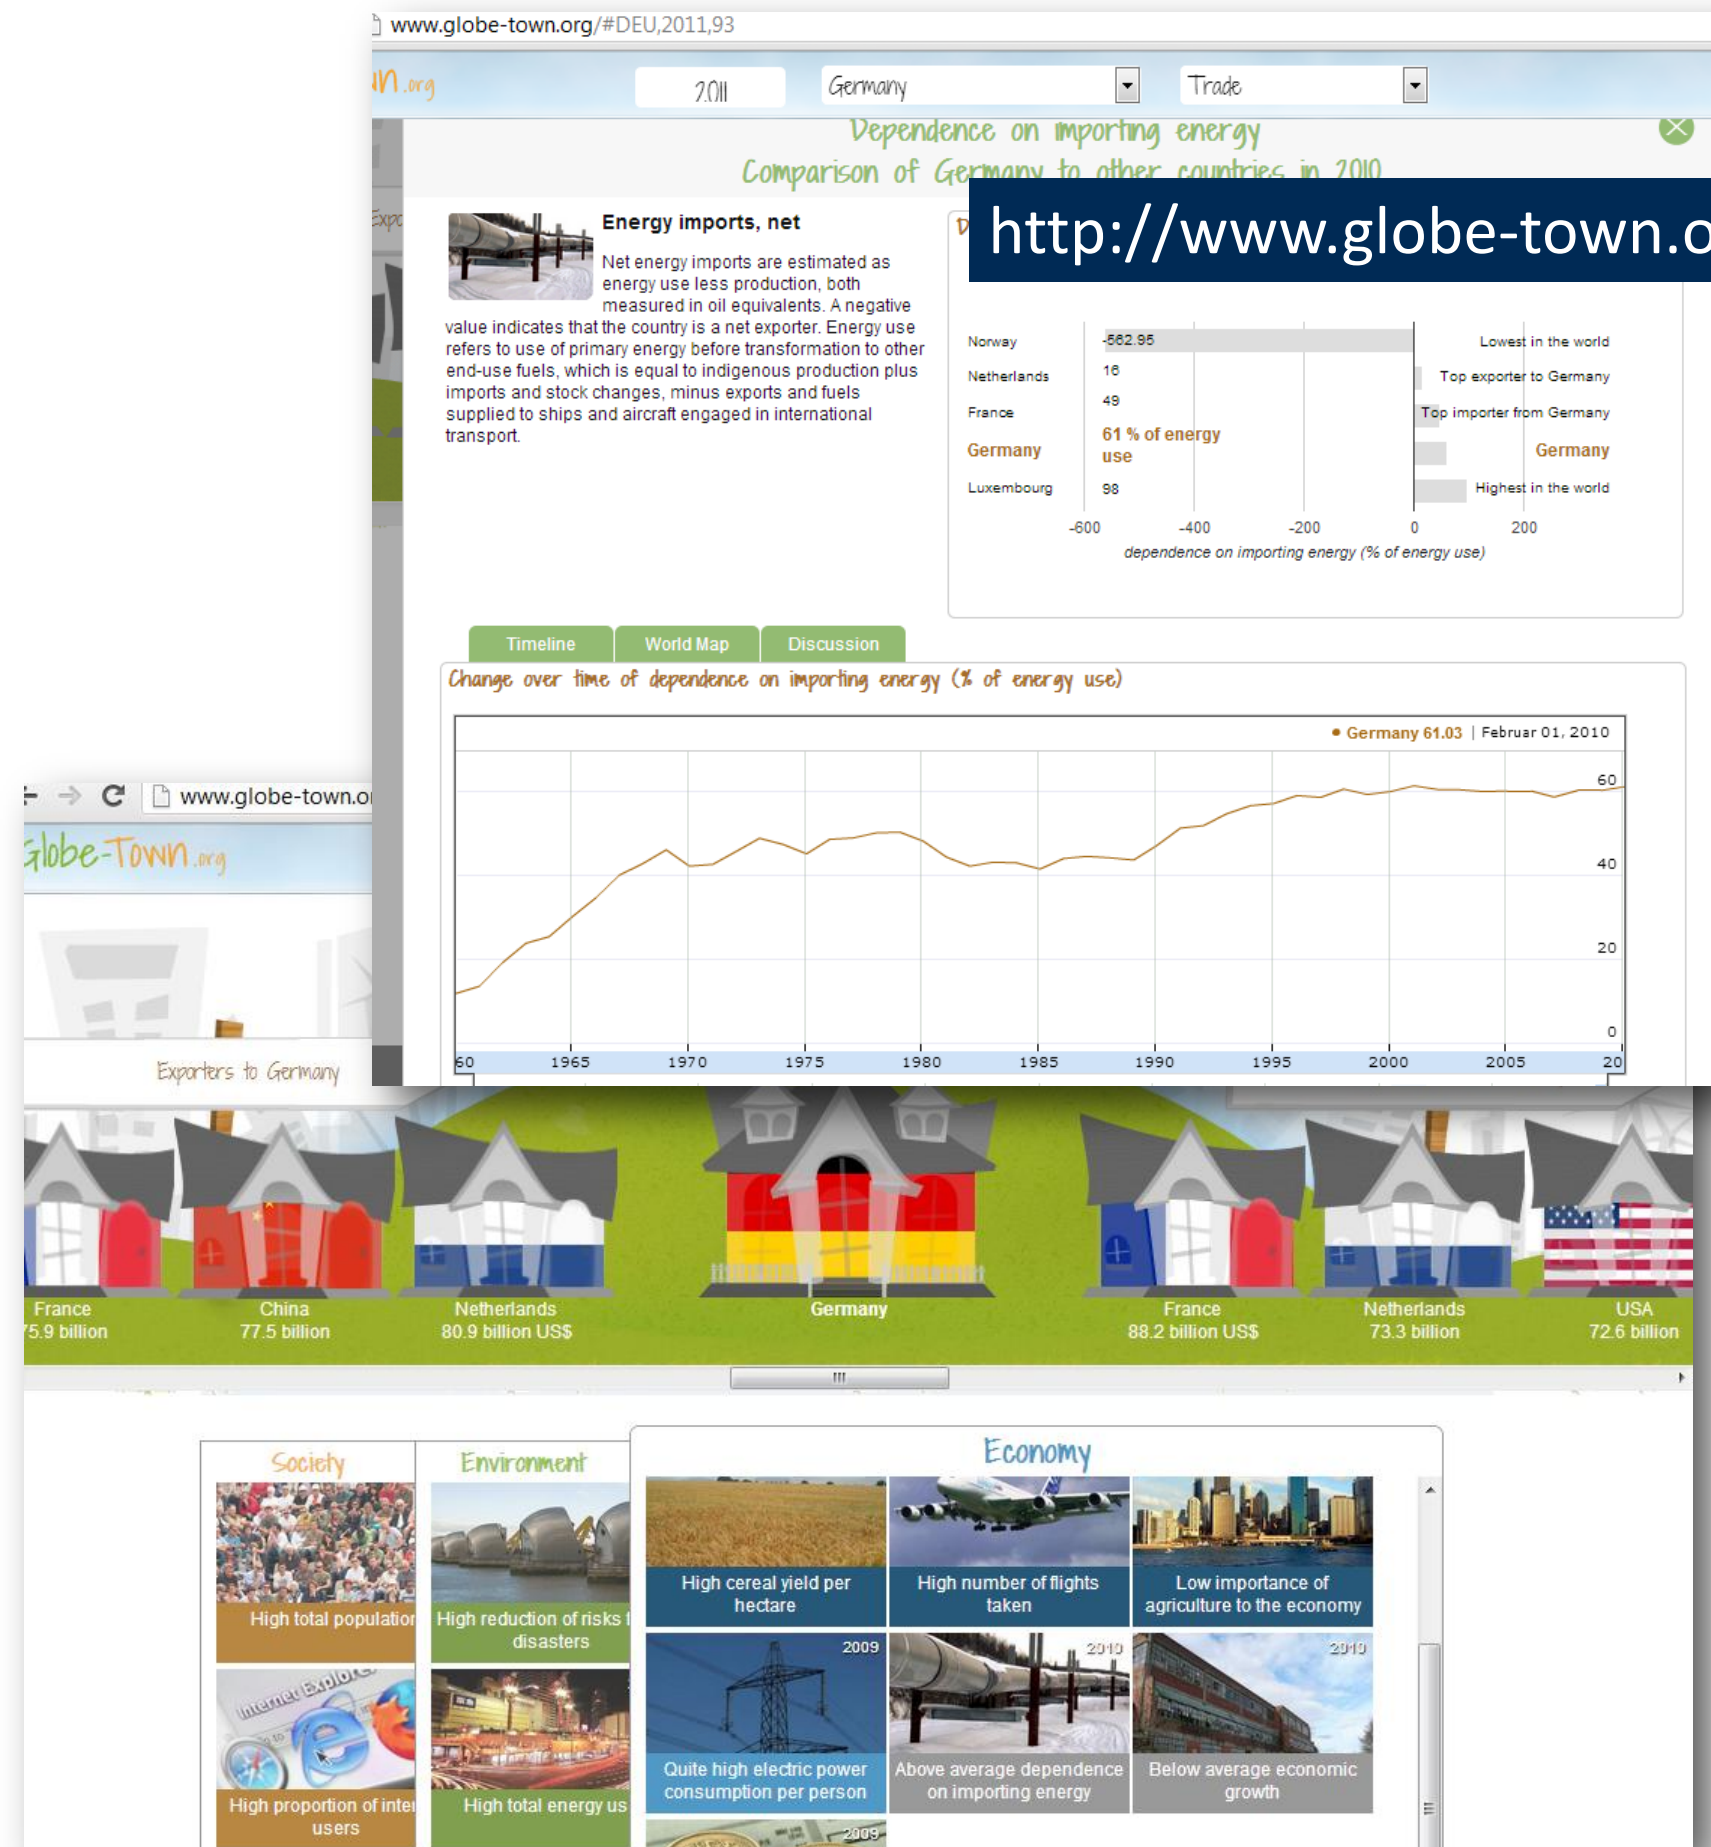 www.globe-town.org/#DEU,2011,93
.org
2011
Germany
Trade
Dependence on importing energy
Comparison of Germany to other countries in 2010
http://www.globe-town.o
Energy imports, net
Net energy imports are estimated as
energy use less production, both
measured in oil equivalents. A negative
value indicates that the country is a net exporter. Energy use
refers to use of primary energy before transformation to other
end-use fuels, which is equal to indigenous production plus
imports and stock changes, minus exports and fuels
supplied to ships and aircraft engaged in international
transport.
Norway -562.95 Lowest in the world
Netherlands 16 Top exporter to Germany
France 49 Top importer from Germany
Germany 61 % of energy use Germany
Luxembourg 98 Highest in the world
-600 -400 -200 0 200
dependence on importing energy (% of energy use)
Timeline World Map Discussion
Change over time of dependence on importing energy (% of energy use)
Germany 61.03 | Februar 01, 2010
60
40
20
0
60 1965 1970 1975 1980 1985 1990 1995 2000 2005 20
www.globe-town.o
Globe-Town.org
Exporters to Germany
France China Netherlands Germany France Netherlands USA
75.9 billion 77.5 billion 80.9 billion US$ 88.2 billion US$ 73.3 billion 72.6 billion
Society
High total population
Internet Explorer
High proportion of inter
users
Environment
High reduction of risks f
disasters
High total energy us
Economy
High cereal yield per
hectare
High number of flights
taken
Low importance of
agriculture to the economy
2009
Quite high electric power
consumption per person
2010
Above average dependence
on importing energy
2010
Below average economic
growth
2009